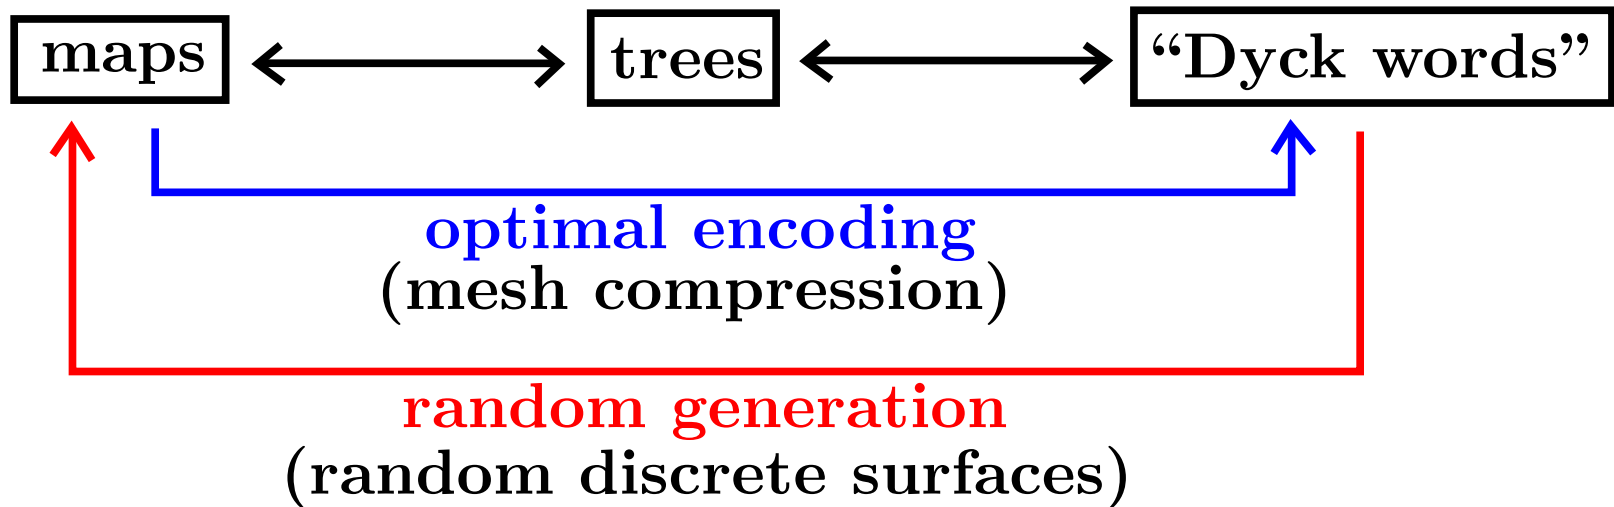 maps trees “Dyck words”
optimal encoding
(mesh compression)
random generation
(random discrete surfaces)